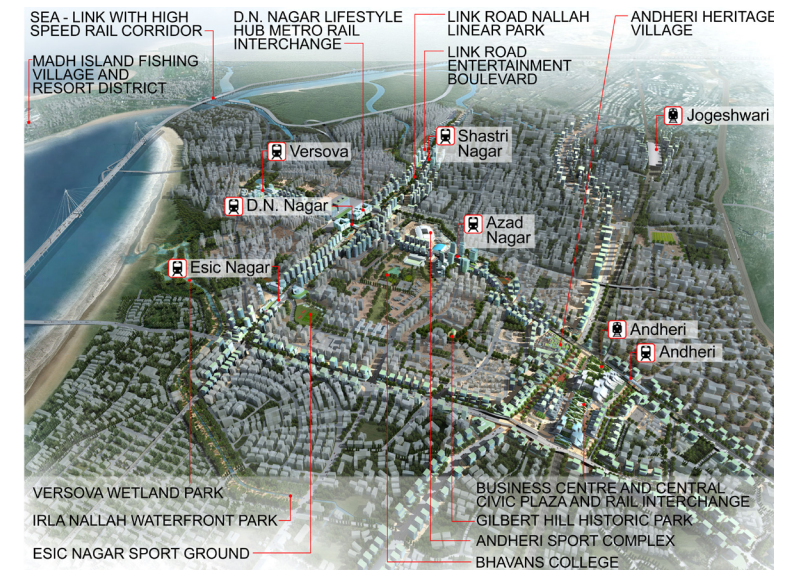 SEA - LINK WITH HIGH
SPEED RAIL CORRIDOR
MADH ISLAND FISHING
VILLAGE AND
RESORT DISTRICT
D.N. NAGAR LIFESTYLE
HUB METRO RAIL
INTERCHANGE
LINK ROAD NALLAH
LINEAR PARK
LINK ROAD
ENTERTAINMENT
BOULEVARD
ANDHERI HERITAGE
VILLAGE
Jogeshwari
Shastri
Nagar
Versova
D.N. Nagar
Azad
Nagar
Esic Nagar
Andheri
Andheri
VERSOVA WETLAND PARK
IRLA NALLAH WATERFRONT PARK
ESIC NAGAR SPORT GROUND
BUSINESS CENTRE AND CENTRAL
CIVIC PLAZA AND RAIL INTERCHANGE
GILBERT HILL HISTORIC PARK
ANDHERI SPORT COMPLEX
BHAVANS COLLEGE